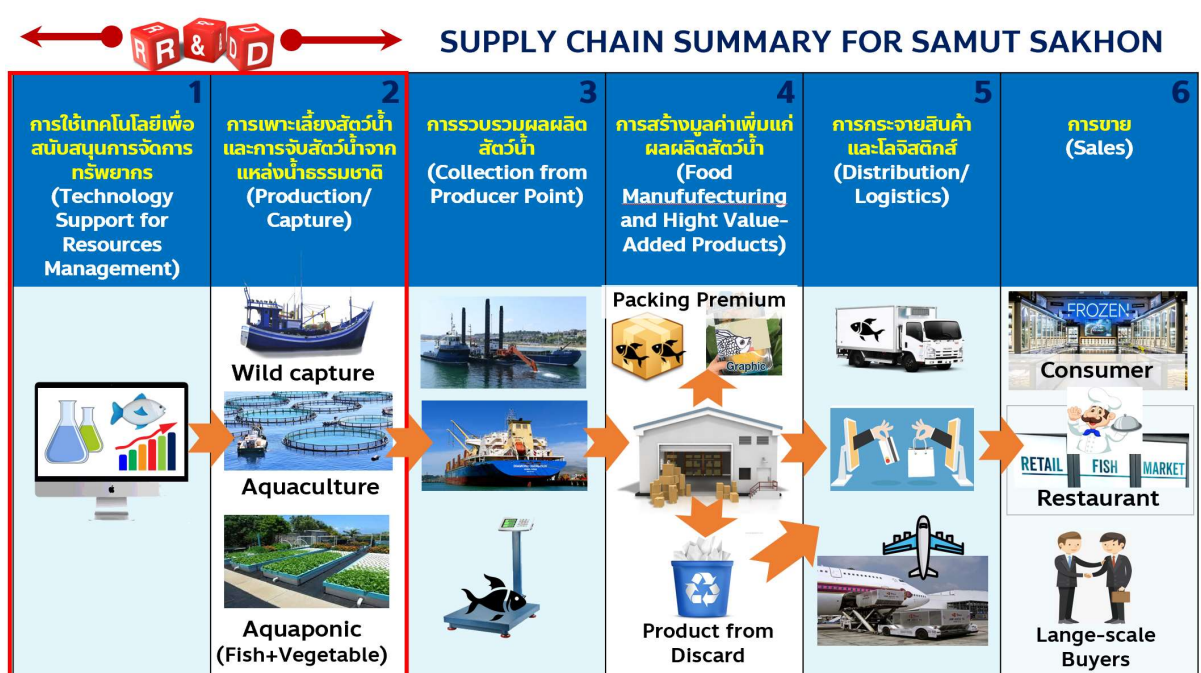 RR&DD
SUPPLY CHAIN SUMMARY FOR SAMUT SAKHON
1
การใช้เทคโนโลยีเพื่อ
สนับสนุนการจัดการ
ทรัพยากร
(Technology
Support for
Resources
Management)
2
การเพาะเลี้ยงสัตว์น้ำ
และการจับสัตว์น้ำจาก
แหล่งน้ำธรรมชาติ
(Production/
Capture)
3
การรวบรวมผลผลิต
สัตว์น้ำ
(Collection from
Producer Point)
4
การสร้างมูลค่าเพิ่มแก่
ผลผลิตสัตว์น้ำ
(Food
Manufufecturing
and Hight Value-
Added Products)
5
การกระจายสินค้า
และโลจิสติกส์
(Distribution/
Logistics)
6
การขาย
(Sales)
Wild capture
Aquaculture
Aquaponic
(Fish+Vegetable)
Packing Premium
Graphic
Product from
Discard
FROZEN
Consumer
RETAIL FISH MARKET
Restaurant
Lange-scale
Buyers